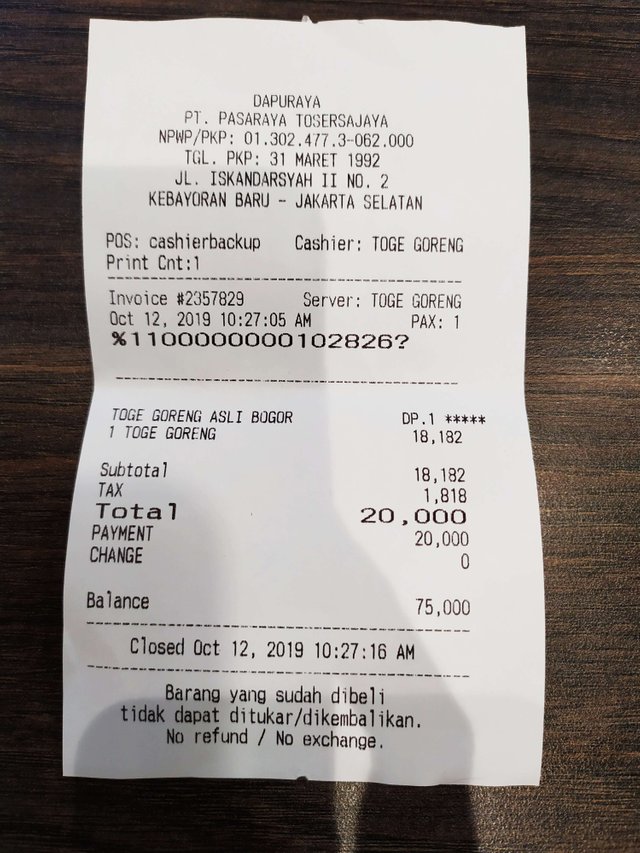 DAPURAYA
PT. PASARAYA TOSERSAJAYA
NPWP/PKP: 01.302.477.3-062.000
TGL. PKP: 31 MARET 1992
JL. ISKANDARSYAH II NO. 2
KEBAYORAN BARU - JAKARTA SELATAN
POS: cashierbackup Cashier: TOGE GORENG
Print Cnt:1
Invoice #2357829 Server: TOGE GORENG
Oct 12, 2019 10:27:05 AM PAX: 1
%11000000000102826?
TOGE GORENG ASLI BOGOR DP.1 *****
1 TOGE GORENG 18,182
Subtotal 18,182
TAX 1,818
Total 20,000
PAYMENT 20,000
CHANGE 0
Balance 75,000
Closed Oct 12, 2019 10:27:16 AM
Barang yang sudah dibeli
tidak dapat ditukar/dikembalikan.
No refund / No exchange.